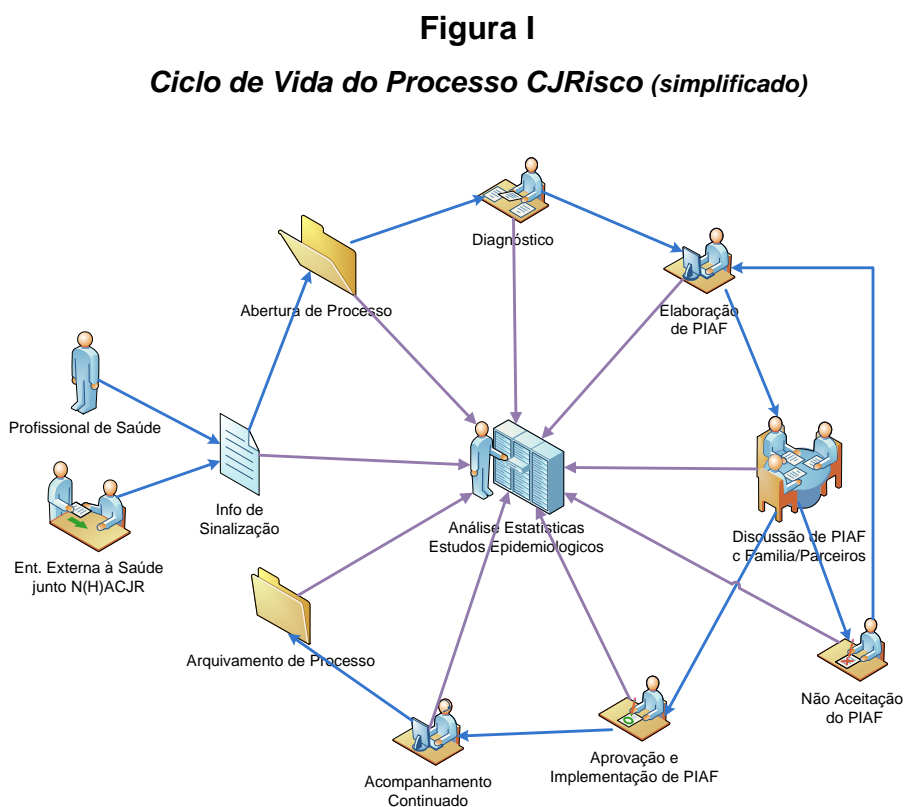 Figura I
Ciclo de Vida do Processo CJRisco (simplificado)
Diagnóstico
Abertura de Processo
Elaboração
de PIAF
Profissional de Saúde
Info de
Sinalização
Análise Estatísticas
Estudos Epidemiologicos
Discussão de PIAF
c Familia/Parceiros
Ent. Externa à Saúde
junto N(H)ACJR
Arquivamento de Processo
Não Aceitação
do PIAF
Aprovação e
Implementação de PIAF
Acompanhamento
Continuado